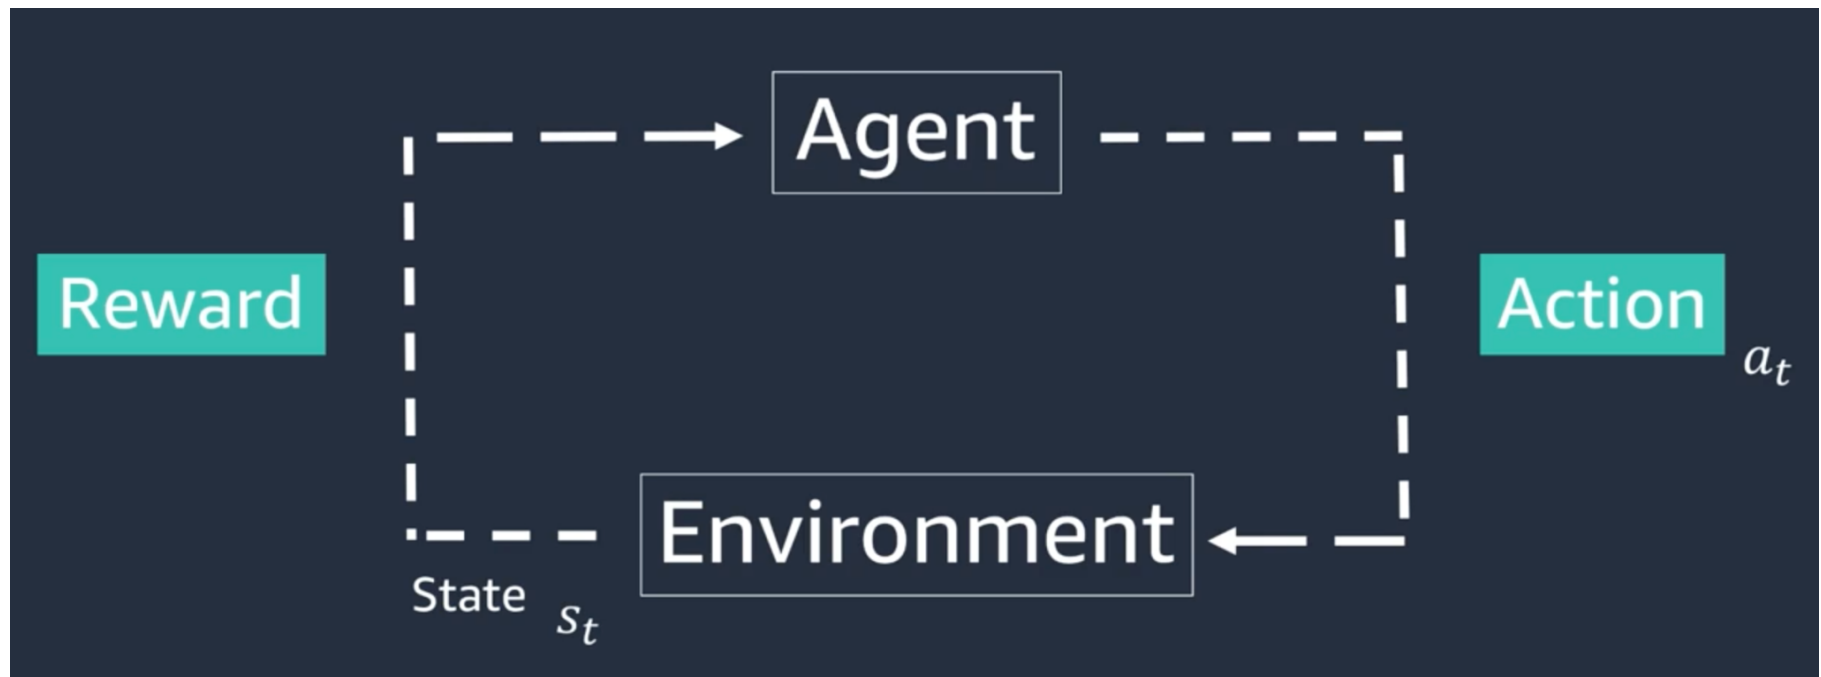 Agent
Reward
Action
a_t
Environment
State s_t